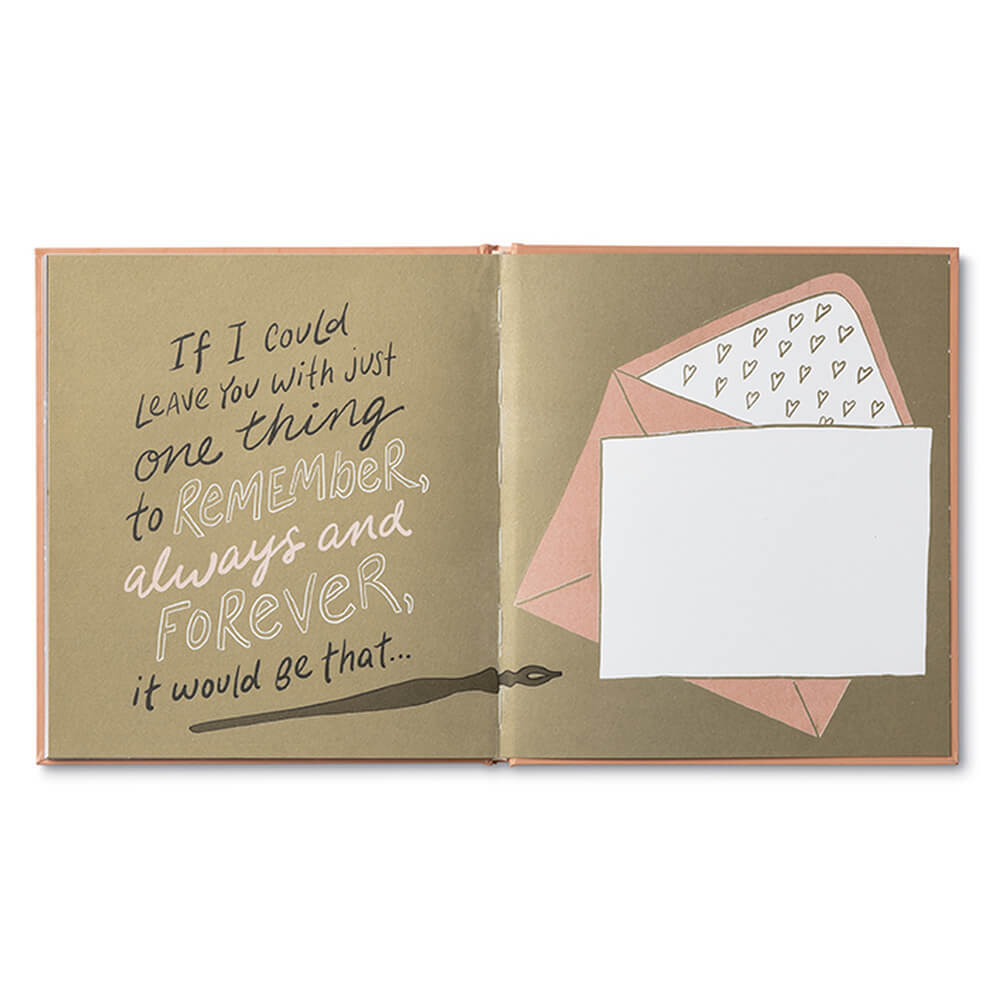 If I could
Leave you with just
one thing
to REMEMbeR,
always and
FoReveR,
it would be that...